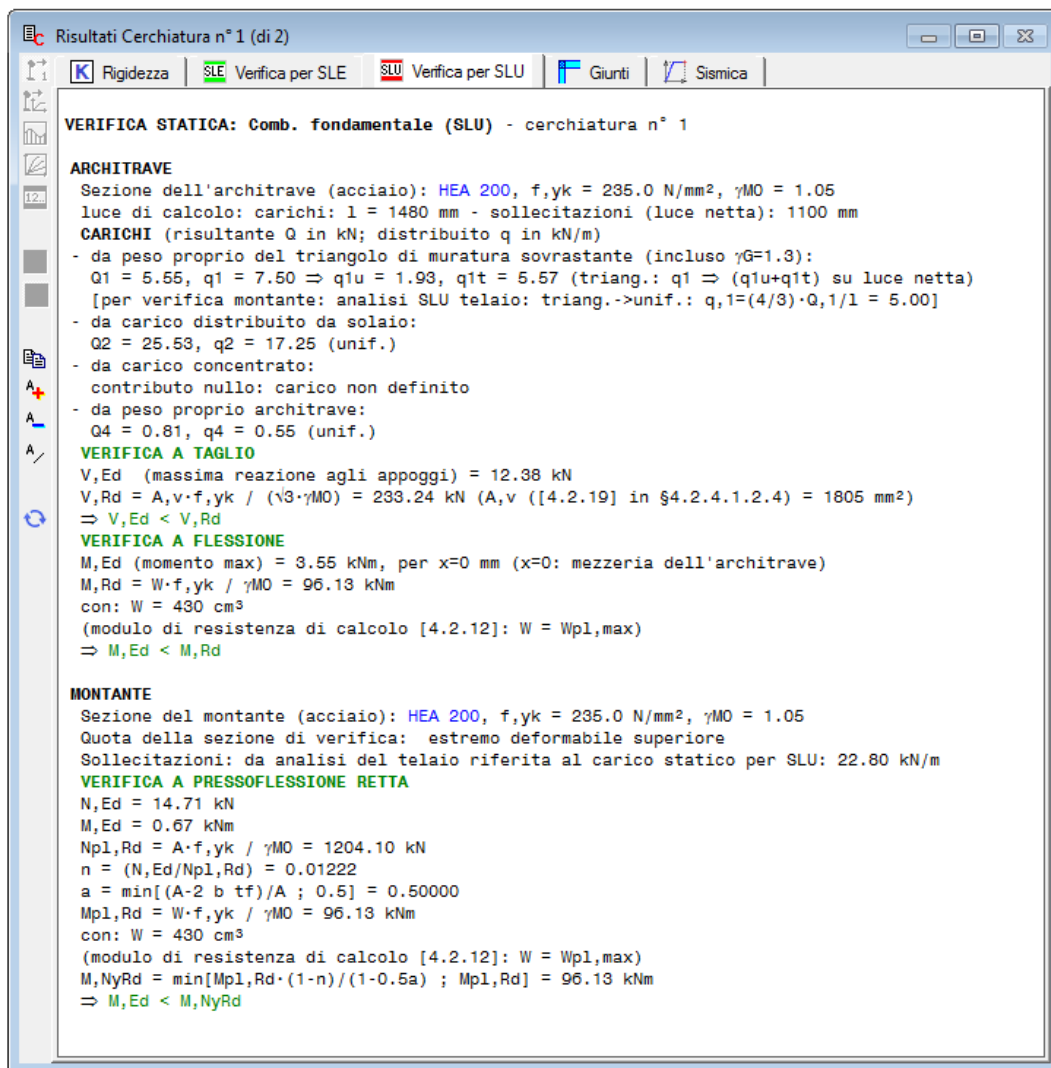 Risultati Cerchiatura n° 1 (di 2)
K Rigidezza SLE Verifica per SLE SLU Verifica per SLU Giunti Sismica
VERIFICA STATICA: Comb. fondamentale (SLU) - cerchiatura n° 1
ARCHITRAVE
Sezione dell'architrave (acciaio): HEA 200, f,yk = 235.0 N/mm², γM0 = 1.05
luce di calcolo: carichi: l = 1480 mm - sollecitazioni (luce netta): 1100 mm
CARICHI (risultante Q in kN; distribuito q in kN/m)
- da peso proprio del triangolo di muratura sovrastante (incluso γG=1.3):
Q1 = 5.55, q1 = 7.50 ⇒ q1u = 1.93, q1t = 5.57 (triang.: q1 ⇒ (q1u+q1t) su luce netta)
[per verifica montante: analisi SLU telaio: triang.->unif.: q,1=(4/3)·Q,1/l = 5.00]
- da carico distribuito da solaio:
Q2 = 25.53, q2 = 17.25 (unif.)
- da carico concentrato:
contributo nullo: carico non definito
- da peso proprio architrave:
Q4 = 0.81, q4 = 0.55 (unif.)
VERIFICA A TAGLIO
V,Ed (massima reazione agli appoggi) = 12.38 kN
V,Rd = A,v·f,yk / (√3·γM0) = 233.24 kN (A,v ([4.2.19] in §4.2.4.1.2.4) = 1805 mm²)
⇒ V,Ed < V,Rd
VERIFICA A FLESSIONE
M,Ed (momento max) = 3.55 kNm, per x=0 mm (x=0: mezzeria dell'architrave)
M,Rd = W·f,yk / γM0 = 96.13 kNm
con: W = 430 cm³
(modulo di resistenza di calcolo [4.2.12]: W = Wpl,max)
⇒ M,Ed < M,Rd
MONTANTE
Sezione del montante (acciaio): HEA 200, f,yk = 235.0 N/mm², γM0 = 1.05
Quota della sezione di verifica: estremo deformabile superiore
Sollecitazioni: da analisi del telaio riferita al carico statico per SLU: 22.80 kN/m
VERIFICA A PRESSOFLESSIONE RETTA
N,Ed = 14.71 kN
M,Ed = 0.67 kNm
Npl,Rd = A·f,yk / γM0 = 1204.10 kN
n = (N,Ed/Npl,Rd) = 0.01222
a = min[(A-2 b tf)/A ; 0.5] = 0.50000
Mpl,Rd = W·f,yk / γM0 = 96.13 kNm
con: W = 430 cm³
(modulo di resistenza di calcolo [4.2.12]: W = Wpl,max)
M,NyRd = min[Mpl,Rd·(1-n)/(1-0.5a) ; Mpl,Rd] = 96.13 kNm
⇒ M,Ed < M,NyRd